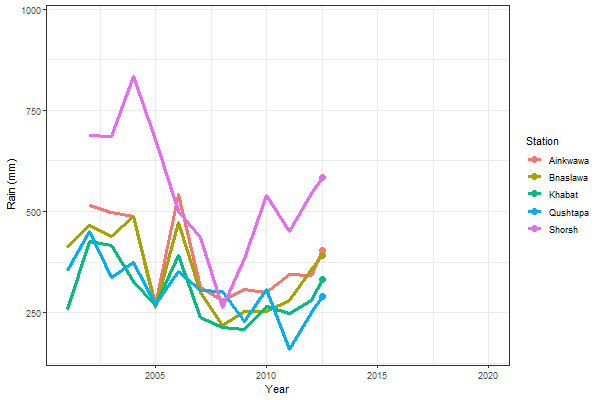 1000
750
500
250
Rain (mm)
2005
2010
2015
2020
Year
Station
Ainkwawa
Bnaslawa
Khabat
Qushtapa
Shorsh